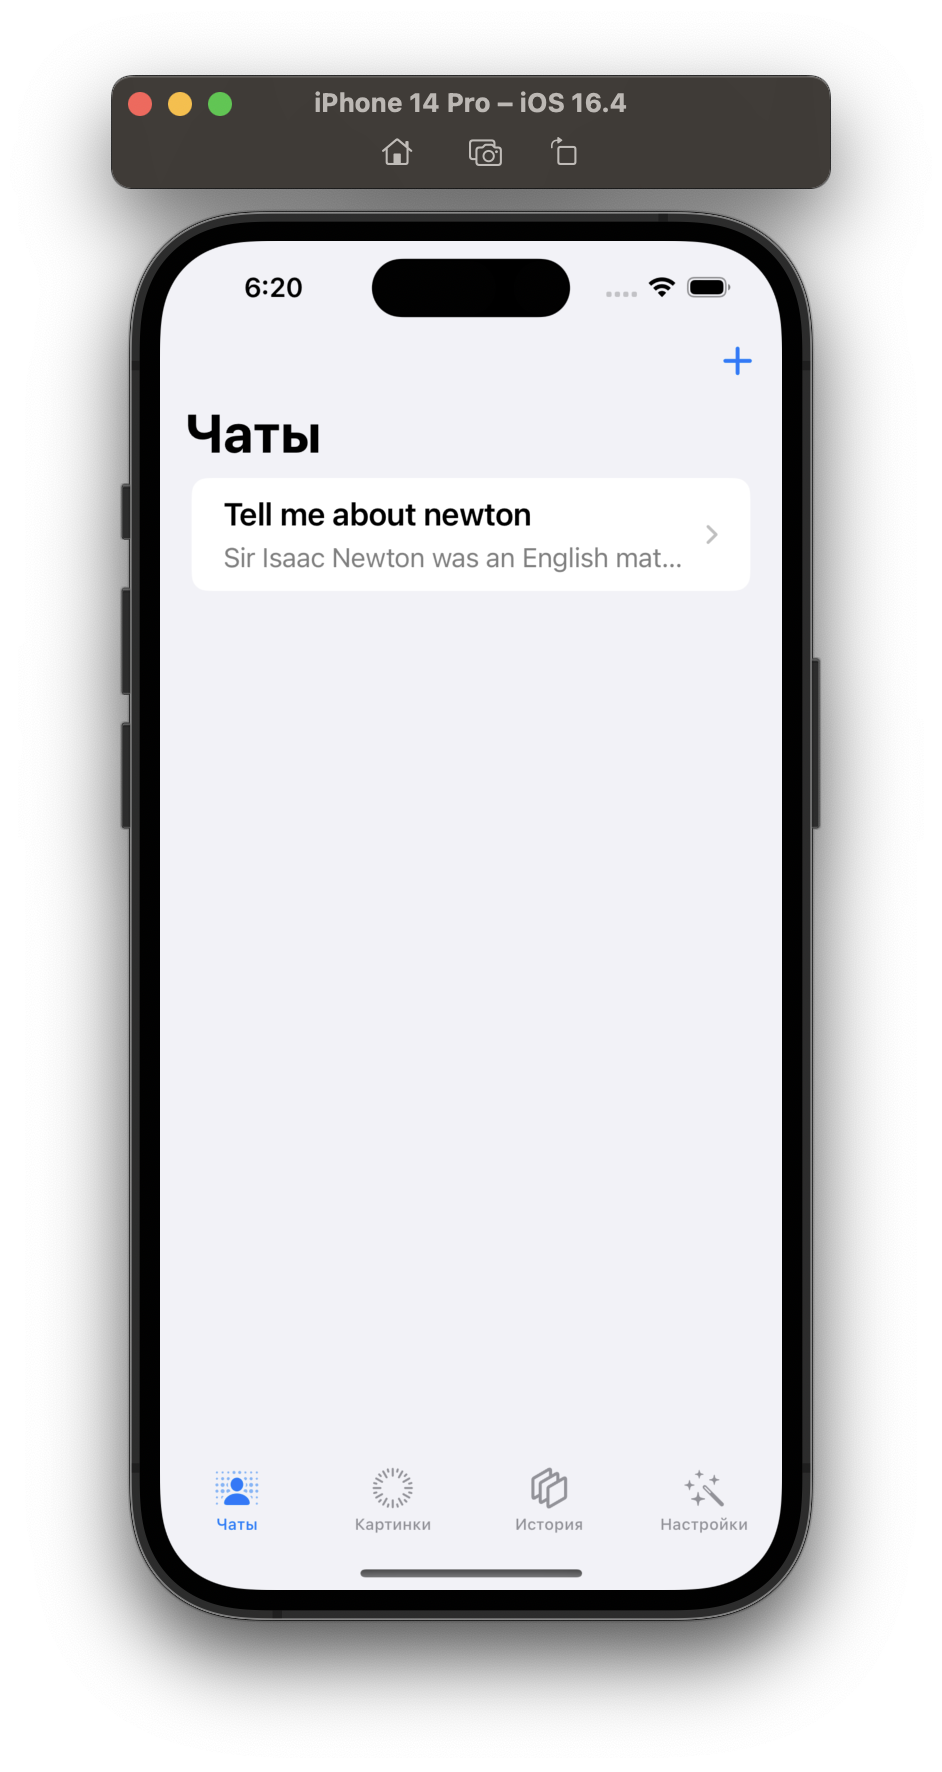 iPhone 14 Pro – iOS 16.4
6:20
Чаты
Tell me about newton
Sir Isaac Newton was an English mat...
Чаты
Картинки
История
Настройки